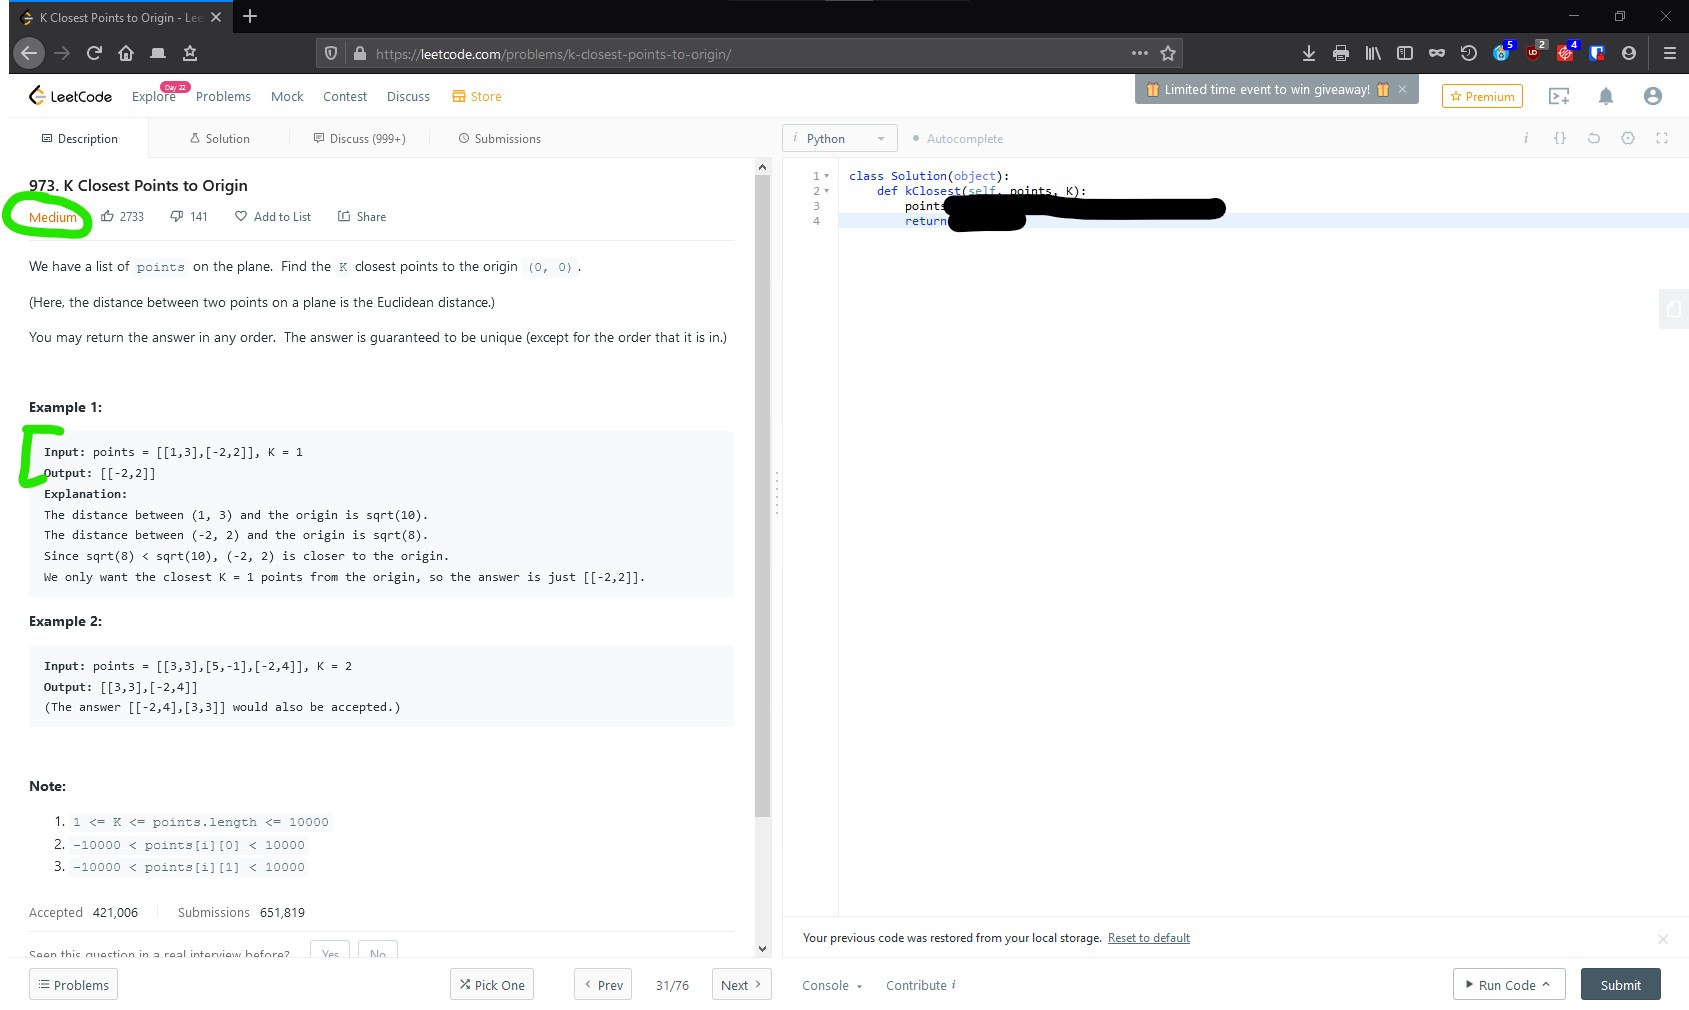 K Closest Points to Origin - Lee
https://leetcode.com/problems/k-closest-points-to-origin/
5 2 4
LeetCode Explore Day 22 Problems Mock Contest Discuss Store
Limited time event to win giveaway!
Premium
Description Solution Discuss (999+) Submissions
i Python Autocomplete
973. K Closest Points to Origin
Medium 2733 141 Add to List Share
We have a list of points on the plane. Find the K closest points to the origin (0, 0).
(Here, the distance between two points on a plane is the Euclidean distance.)
You may return the answer in any order. The answer is guaranteed to be unique (except for the order that it is in.)
Example 1:
Input: points = [[1,3],[-2,2]], K = 1
Output: [[-2,2]]
Explanation:
The distance between (1, 3) and the origin is sqrt(10).
The distance between (-2, 2) and the origin is sqrt(8).
Since sqrt(8) < sqrt(10), (-2, 2) is closer to the origin.
We only want the closest K = 1 points from the origin, so the answer is just [[-2,2]].
Example 2:
Input: points = [[3,3],[5,-1],[-2,4]], K = 2
Output: [[3,3],[-2,4]]
(The answer [[-2,4],[3,3]] would also be accepted.)
Note:
1. 1 <= K <= points.length <= 10000
2. -10000 < points[i][0] < 10000
3. -10000 < points[i][1] < 10000
Accepted 421,006 Submissions 651,819
Seen this question in a real interview before? Yes No
Problems Pick One Prev 31/76 Next
1 class Solution(object):
2 def kClosest(self, points, K):
3 points
4 return
Your previous code was restored from your local storage. Reset to default
Console Contribute i Run Code Submit